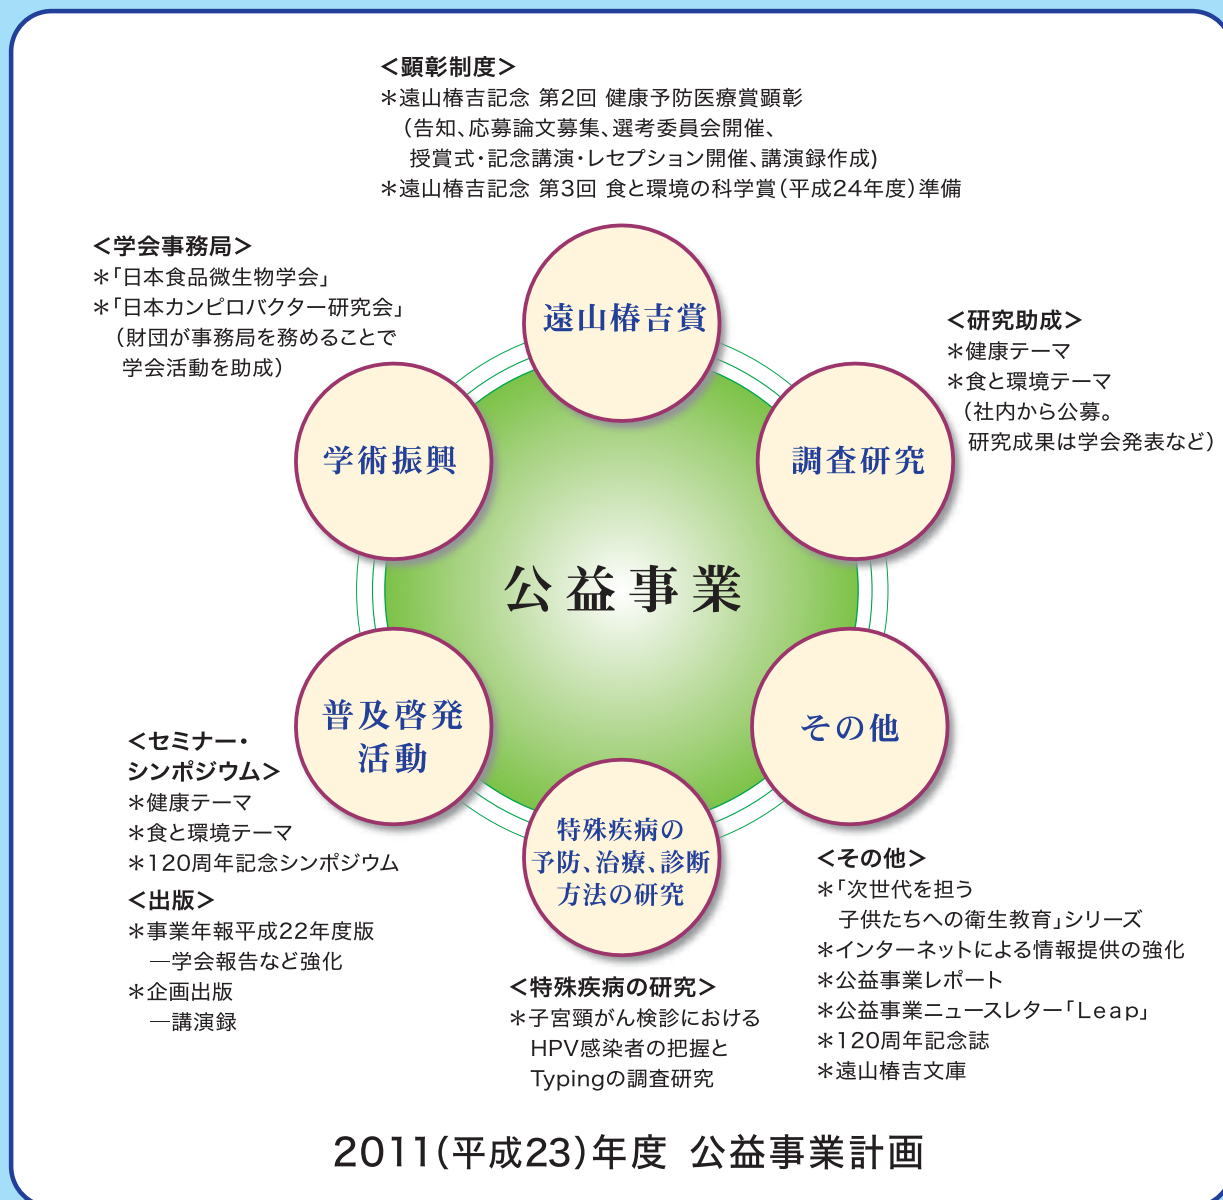 ＜顕彰制度＞
＊遠山椿吉記念 第2回 健康予防医療賞顕彰
（告知、応募論文募集、選考委員会開催、
授賞式・記念講演・レセプション開催、講演録作成)
＊遠山椿吉記念 第3回 食と環境の科学賞（平成24年度）準備
＜学会事務局＞
＊「日本食品微生物学会」
＊「日本カンピロバクター研究会」
（財団が事務局を務めることで
学会活動を助成）
遠山椿吉賞
＜研究助成＞
＊健康テーマ
＊食と環境テーマ
（社内から公募。
研究成果は学会発表など）
学術振興
調査研究
公益事業
普及啓発
活動
その他
特殊疾病の
予防、治療、診断
方法の研究
＜セミナー・
シンポジウム＞
＊健康テーマ
＊食と環境テーマ
＊120周年記念シンポジウム
＜出版＞
＊事業年報平成22年度版
―学会報告など強化
＊企画出版
―講演録
＜特殊疾病の研究＞
＊子宮頸がん検診における
HPV感染者の把握と
Typingの調査研究
＜その他＞
＊「次世代を担う
子供たちへの衛生教育」シリーズ
＊インターネットによる情報提供の強化
＊公益事業レポート
＊公益事業ニュースレター「Leap」
＊120周年記念誌
＊遠山椿吉文庫
2011(平成23)年度 公益事業計画